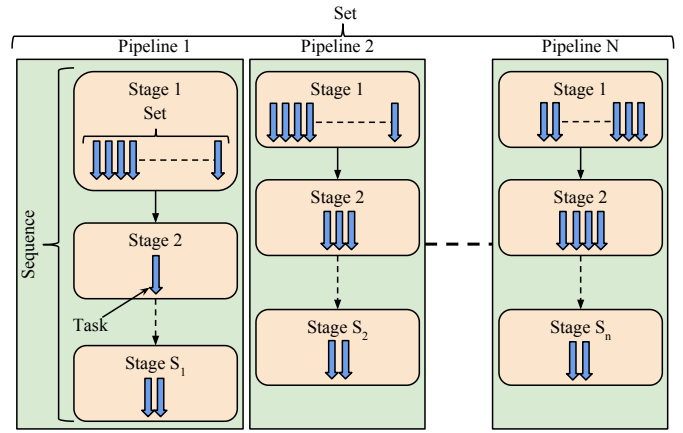 Set
Pipeline 1
Pipeline 2
Pipeline N
Sequence
Stage 1
Set
Stage 2
Task
Stage S₁
Stage 1
Stage 2
Stage S₂
Stage 1
Stage 2
Stage Sₙ